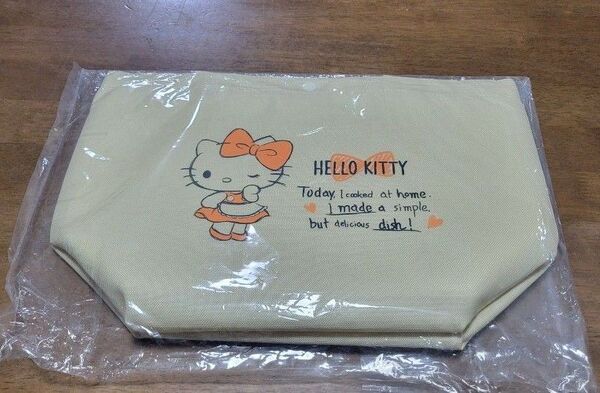 HELLO KITTY
Today, I cooked at home.
I made a simple,
but delicious dish!